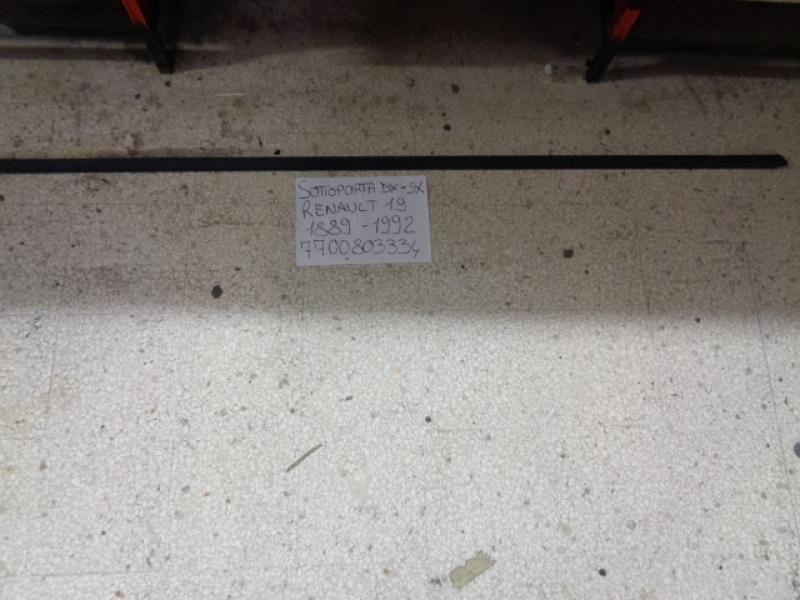 SOTTOPORTA DX-SX
RENAULT 19
1889-1992
7700803334